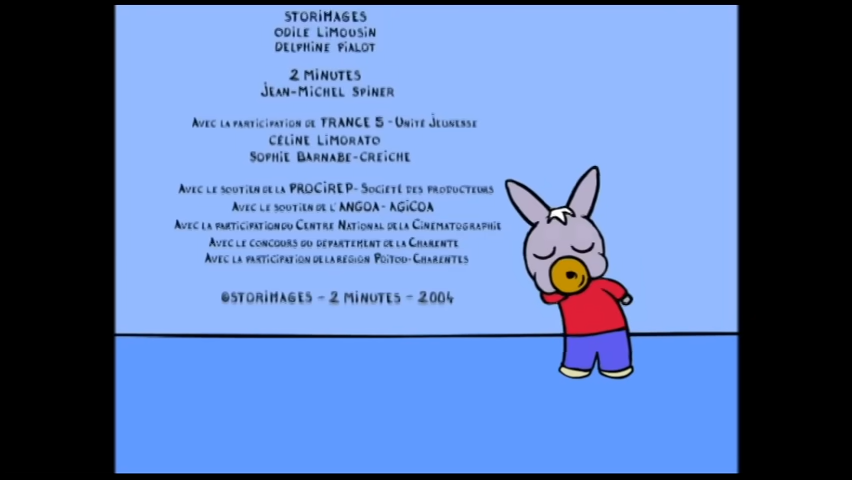 STORIMAGES
ODILE LIMOUSIN
DELPHINE PIALOT
2 MINUTES
JEAN-MICHEL SPINER
AVEC LA PARTICIPATION DE FRANCE 5 - UNITÉ JEUNESSE
CÉLINE LIMORATO
SOPHIE BARNABE-CREICHE
AVEC LE SOUTIEN DE LA PROCIREP - SOCIÉTÉ DES PRODUCTEURS
AVEC LE SOUTIEN DE L'ANGOA - AGICOA
AVEC LA PARTICIPATION DU CENTRE NATIONAL DE LA CINEMATOGRAPHIE
AVEC LE CONCOURS DU DÉPARTEMENT DE LA CHARENTE
AVEC LA PARTICIPATION DE LA RÉGION POITOU-CHARENTES
©STORIMAGES - 2 MINUTES - 2004